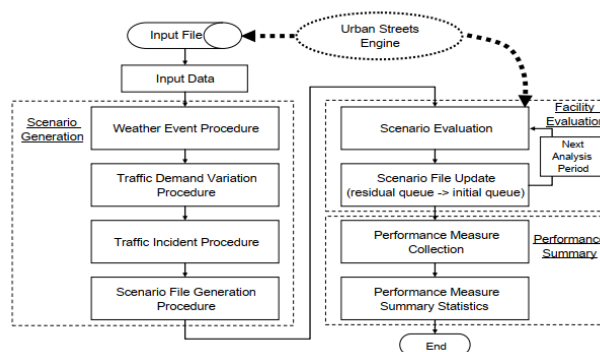 Input File
Urban Streets
Engine
Input Data
Scenario
Generation
Weather Event Procedure
Traffic Demand Variation
Procedure
Traffic Incident Procedure
Scenario File Generation
Procedure
Facility
Evaluation
Scenario Evaluation
Next
Analysis
Period
Scenario File Update
(residual queue -> initial queue)
Performance Measure
Collection
Performance
Summary
Performance Measure
Summary Statistics
End